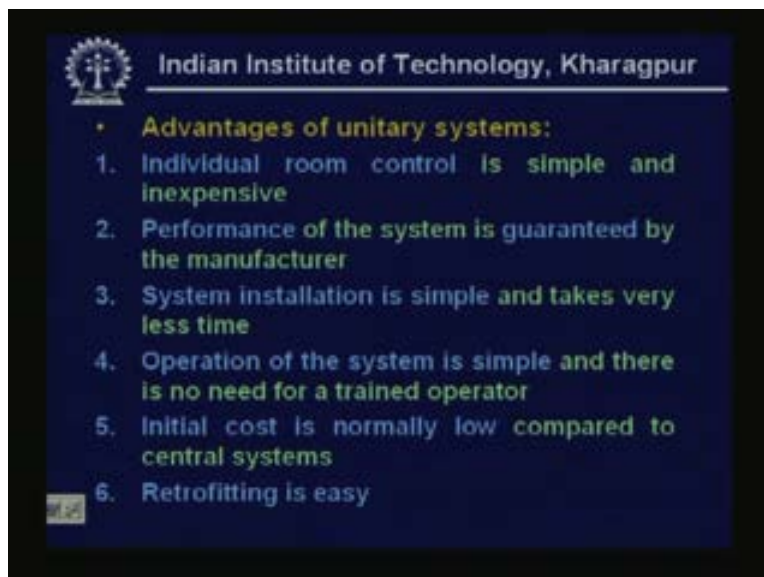 Indian Institute of Technology, Kharagpur
• Advantages of unitary systems:
1. Individual room control is simple and
inexpensive
2. Performance of the system is guaranteed by
the manufacturer
3. System installation is simple and takes very
less time
4. Operation of the system is simple and there
is no need for a trained operator
5. Initial cost is normally low compared to
central systems
6. Retrofitting is easy